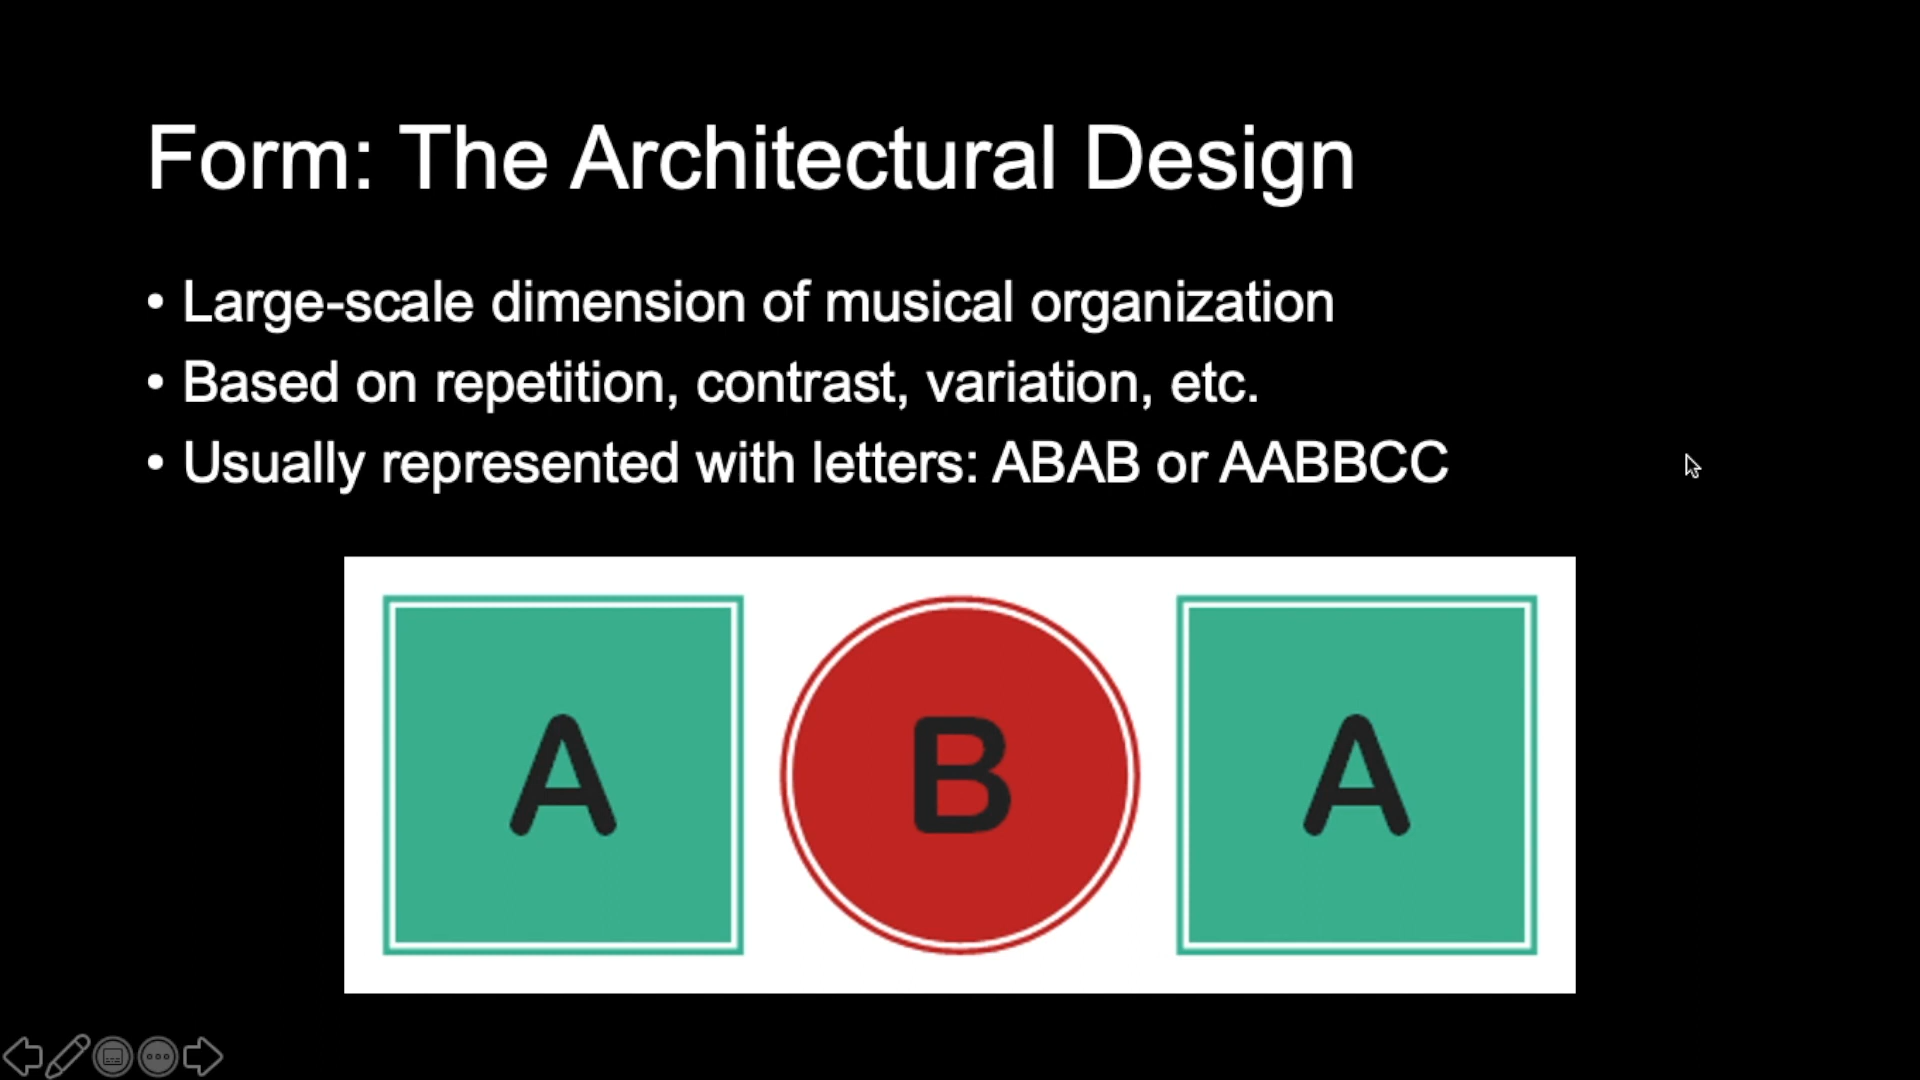 Form: The Architectural Design
• Large-scale dimension of musical organization
• Based on repetition, contrast, variation, etc.
• Usually represented with letters: ABAB or AABBCC
A B A